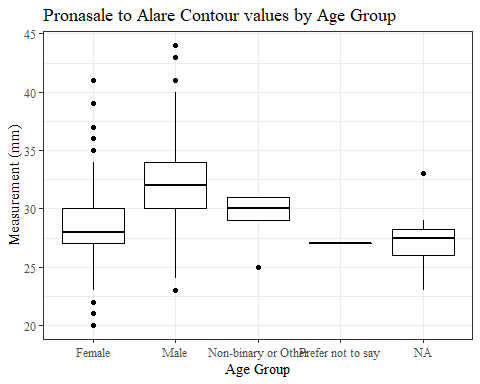 Pronasale to Alare Contour values by Age Group
45
40
35
30
25
20
Measurement (mm)
Female Male Non-binary or Other Prefer not to say NA
Age Group